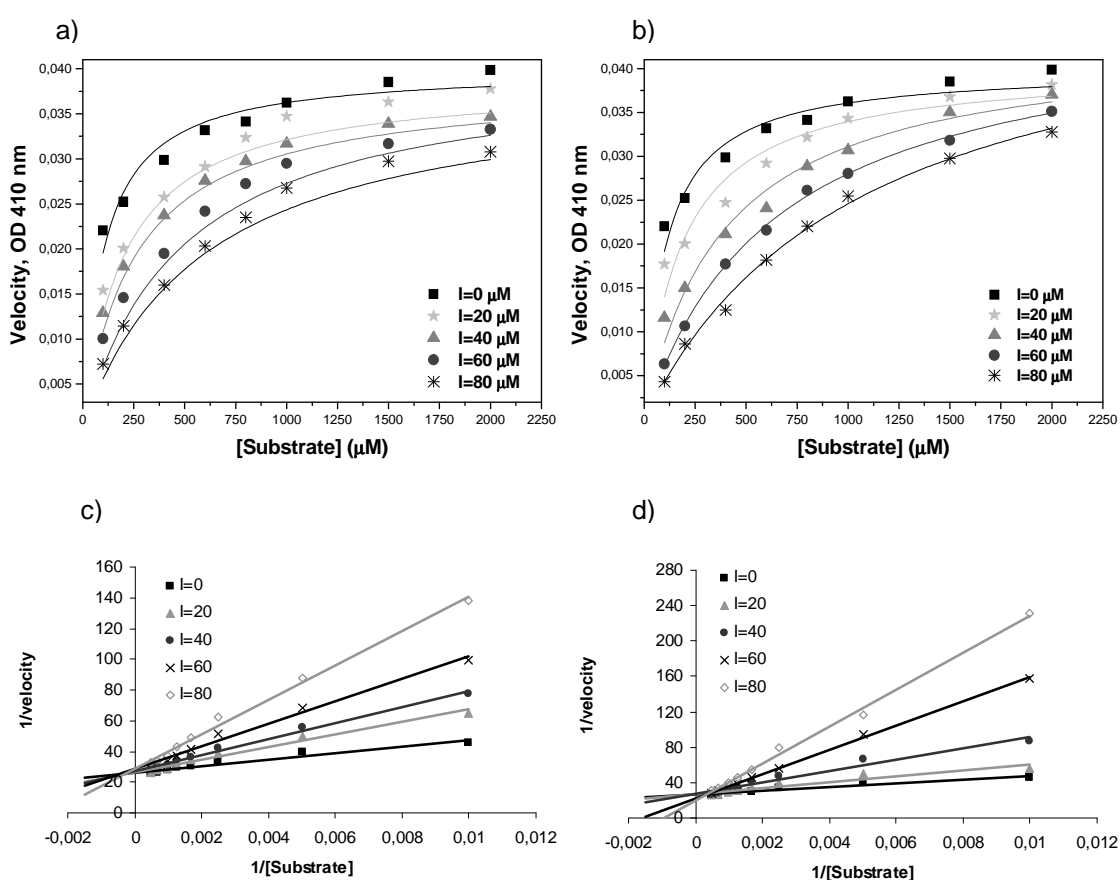 a)
0,040
0,035
0,030
0,025
0,020
0,015
0,010
0,005
Velocity, OD 410 nm
I=0 μM
I=20 μM
I=40 μM
I=60 μM
I=80 μM
0 250 500 750 1000 1250 1500 1750 2000 2250
[Substrate] (μM)
b)
0,040
0,035
0,030
0,025
0,020
0,015
0,010
0,005
Velocity, OD 410 nm
I=0 μM
I=20 μM
I=40 μM
I=60 μM
I=80 μM
0 250 500 750 1000 1250 1500 1750 2000 2250
[Substrate] (μM)
c)
160
140
120
100
80
60
40
20
0
1/velocity
I=0
I=20
I=40
I=60
I=80
-0,002 0 0,002 0,004 0,006 0,008 0,01 0,012
1/[Substrate]
d)
280
240
200
160
120
80
40
0
1/velocity
I=0
I=20
I=40
I=60
I=80
-0,002 0 0,002 0,004 0,006 0,008 0,01 0,012
1/[Substrate]